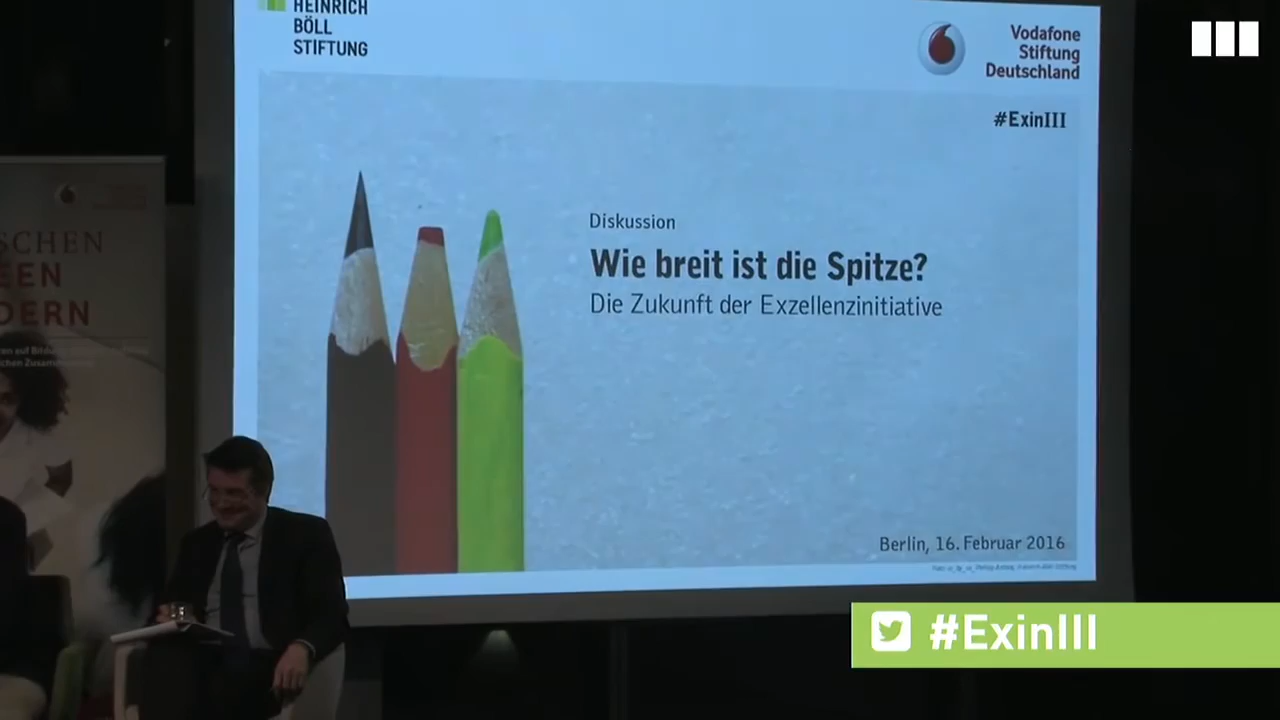 HEINRICH
BÖLL
STIFTUNG
Vodafone
Stiftung
Deutschland
#ExinIII
Diskussion
Wie breit ist die Spitze?
Die Zukunft der Exzellenzinitiative
Berlin, 16. Februar 2016
SCHEN
EEN
DERN
#ExinIII